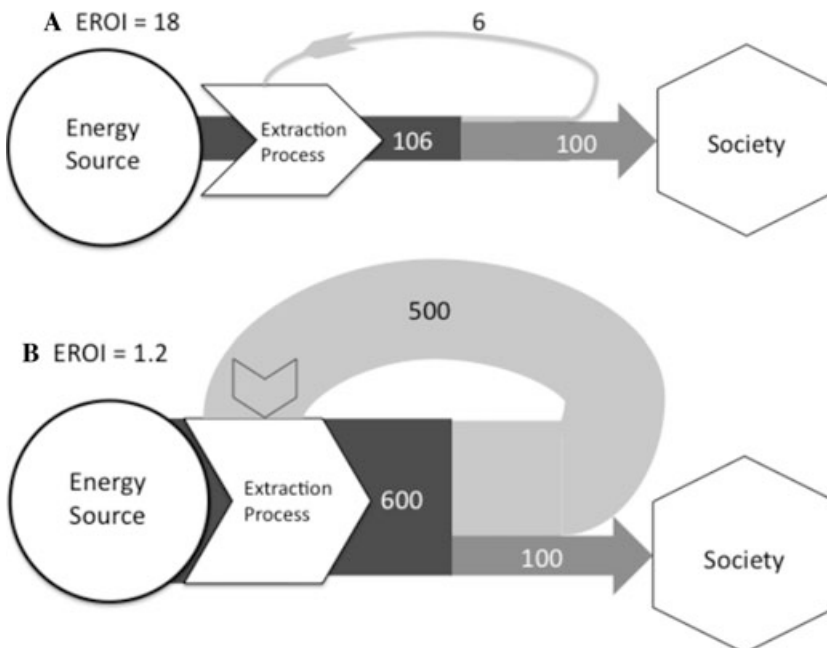 A EROI = 18
6
Energy
Source
Extraction
Process
106
100
Society
500
B EROI = 1.2
Energy
Source
Extraction
Process
600
100
Society